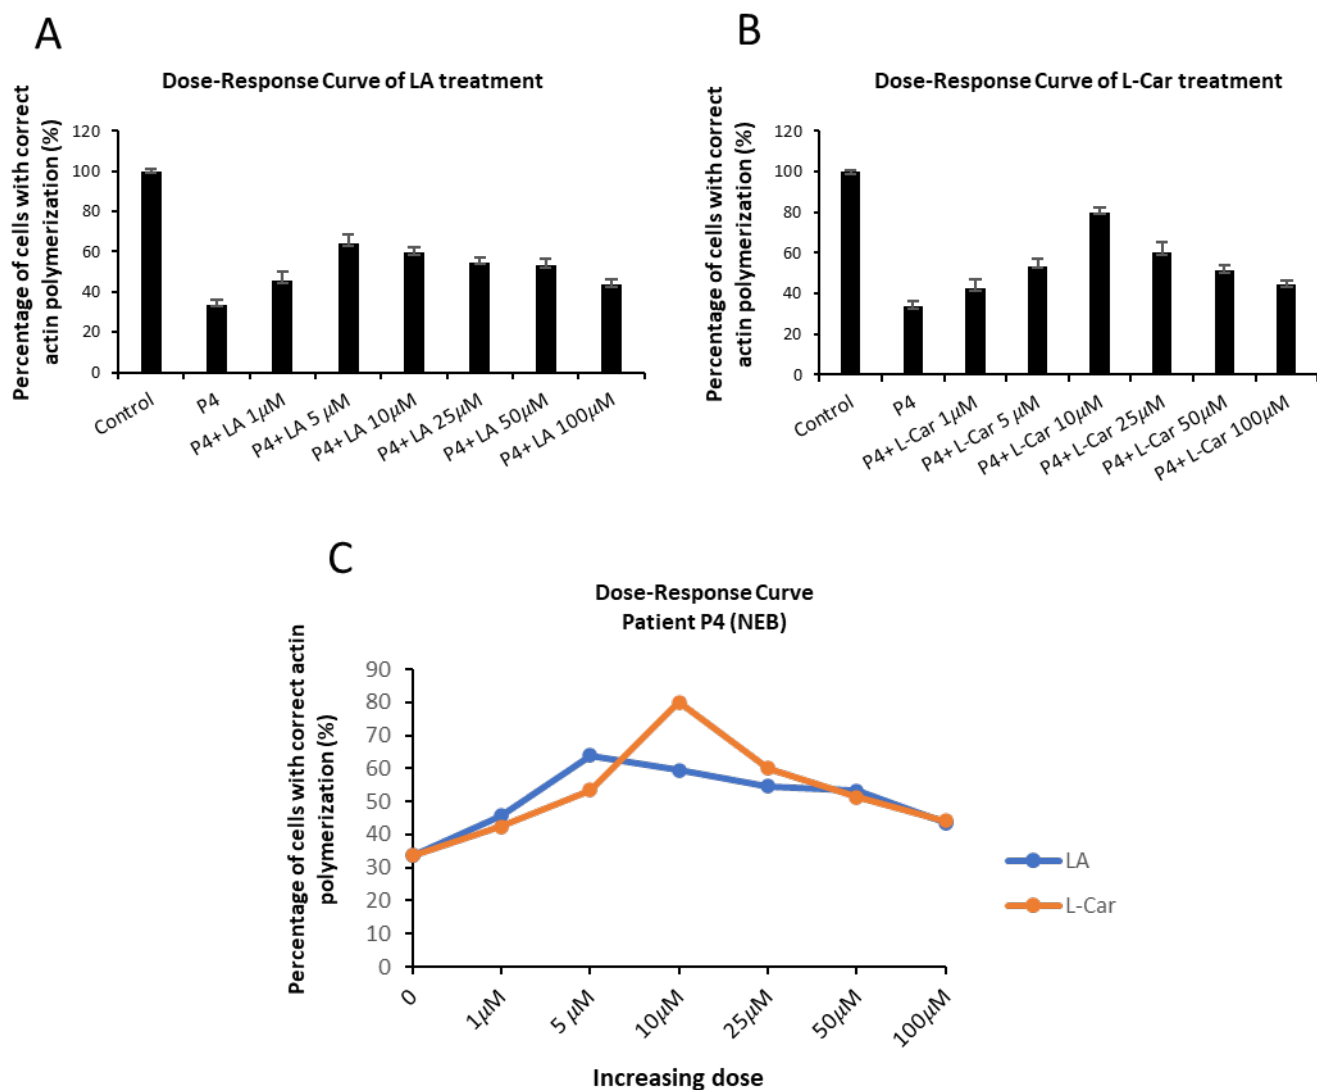 A
Dose-Response Curve of LA treatment
Percentage of cells with correct
actin polymerization (%)
120
100
80
60
40
20
0
Control
P4
P4+ LA 1μM
P4+ LA 5 μM
P4+ LA 10μM
P4+ LA 25μM
P4+ LA 50μM
P4+ LA 100μM
B
Dose-Response Curve of L-Car treatment
Percentage of cells with correct
actin polymerization (%)
120
100
80
60
40
20
0
Control
P4
P4+ L-Car 1μM
P4+ L-Car 5 μM
P4+ L-Car 10μM
P4+ L-Car 25μM
P4+ L-Car 50μM
P4+ L-Car 100μM
C
Dose-Response Curve
Patient P4 (NEB)
Percentage of cells with correct actin
polymerization (%)
90
80
70
60
50
40
30
20
10
0
0
1μM
5 μM
10μM
25μM
50μM
100μM
Increasing dose
LA
L-Car